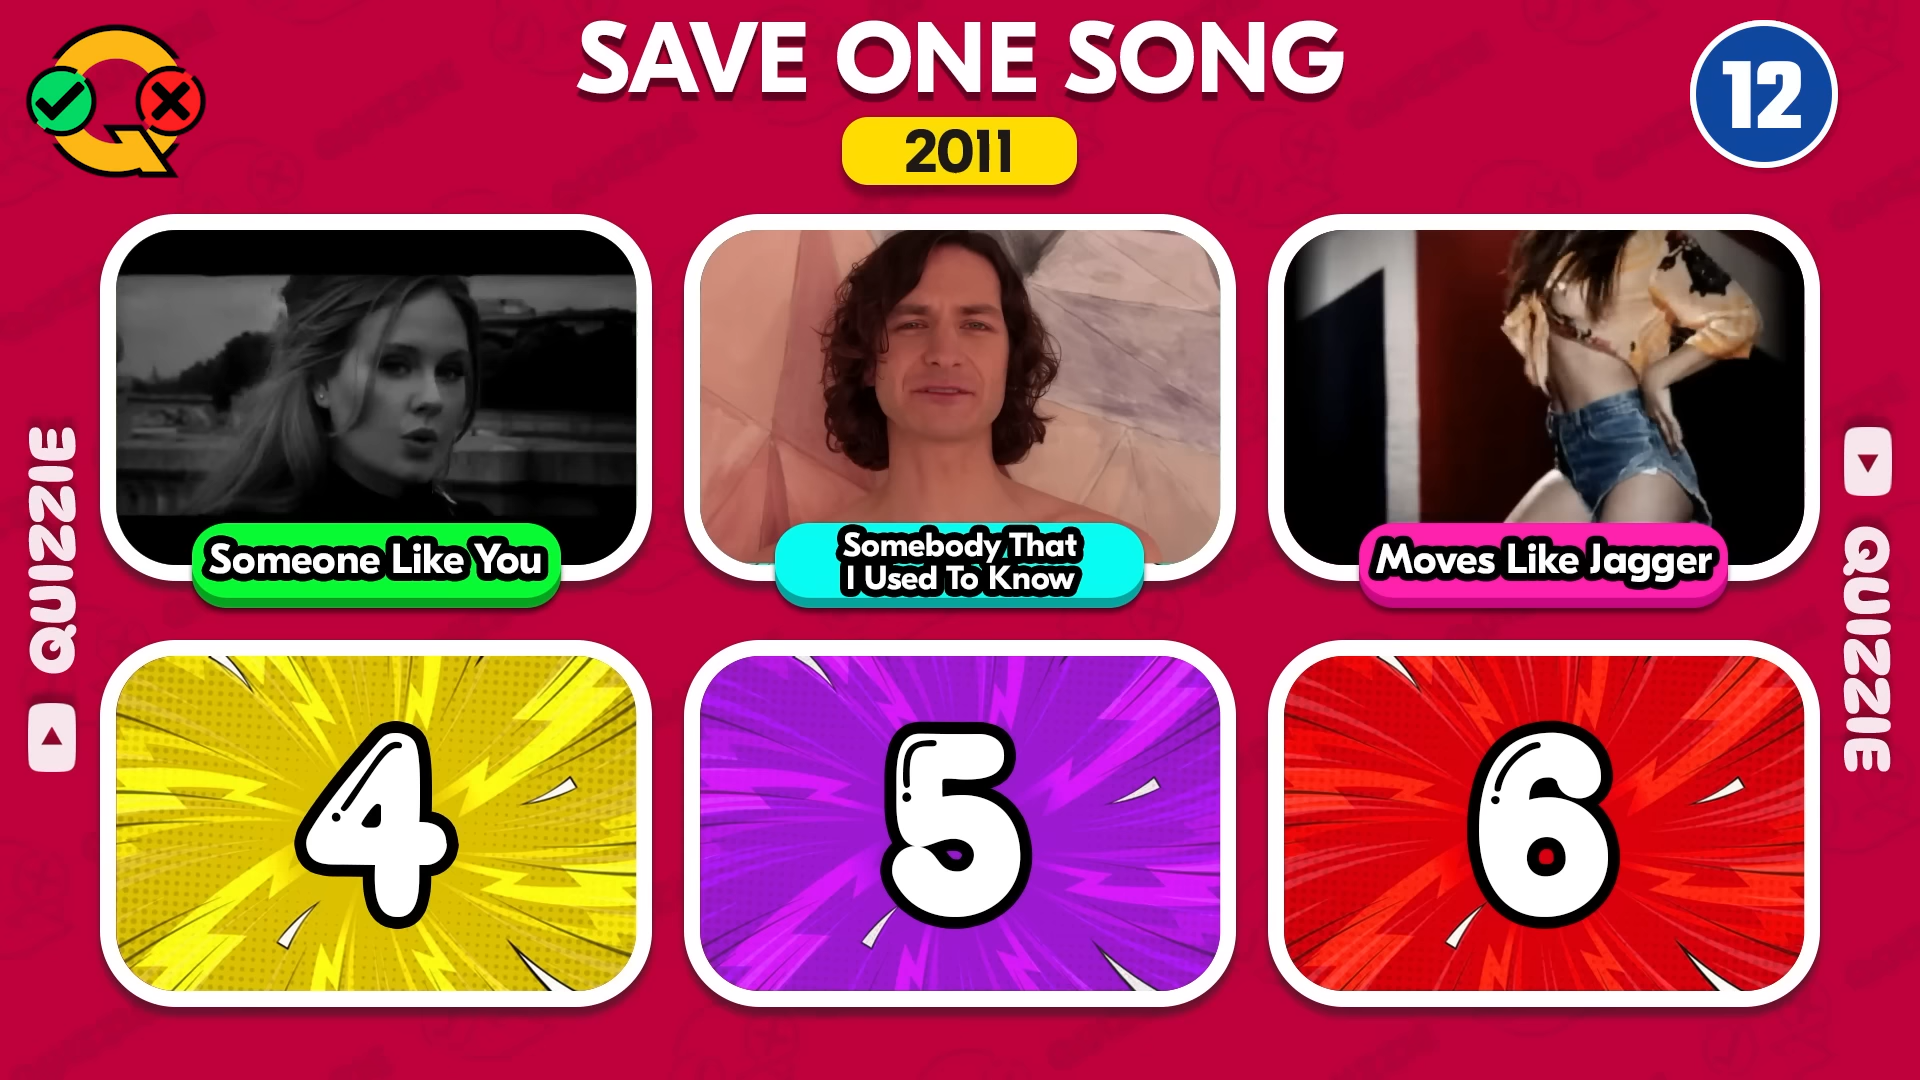 SAVE ONE SONG
2011
12
Someone Like You
Somebody That
I Used To Know
Moves Like Jagger
4
5
6
QUIZZIE
QUIZZIE